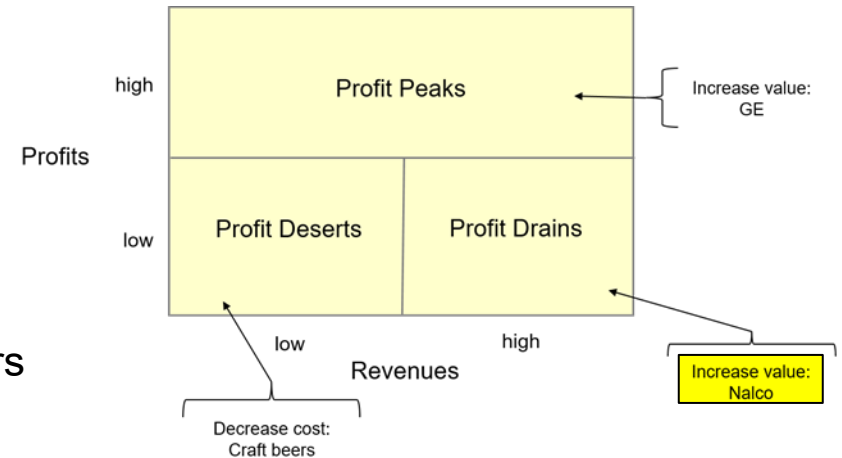 high
Profit Peaks
Increase value:
GE
Profits
low
Profit Deserts
Profit Drains
low
high
rs
Revenues
Increase value:
Nalco
Decrease cost:
Craft beers